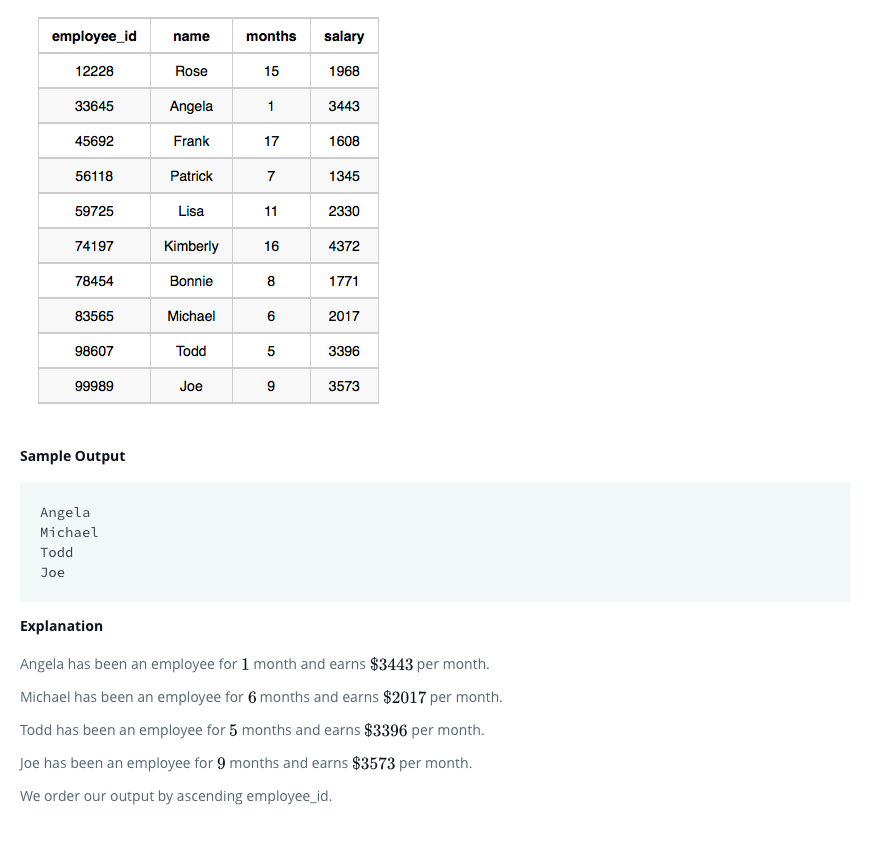 employee_id name months salary
12228 Rose 15 1968
33645 Angela 1 3443
45692 Frank 17 1608
56118 Patrick 7 1345
59725 Lisa 11 2330
74197 Kimberly 16 4372
78454 Bonnie 8 1771
83565 Michael 6 2017
98607 Todd 5 3396
99989 Joe 9 3573
Sample Output
Angela
Michael
Todd
Joe
Explanation
Angela has been an employee for 1 month and earns $3443 per month.
Michael has been an employee for 6 months and earns $2017 per month.
Todd has been an employee for 5 months and earns $3396 per month.
Joe has been an employee for 9 months and earns $3573 per month.
We order our output by ascending employee_id.